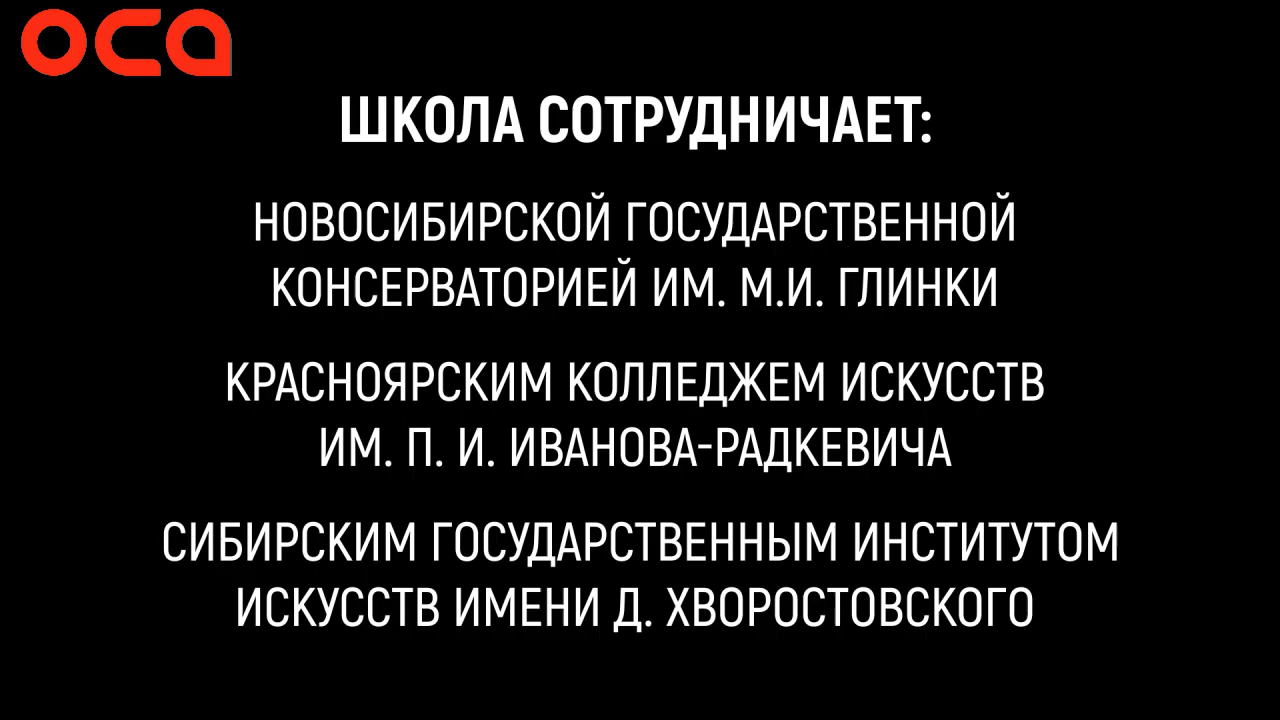 оса
ШКОЛА СОТРУДНИЧАЕТ:
НОВОСИБИРСКОЙ ГОСУДАРСТВЕННОЙ
КОНСЕРВАТОРИЕЙ ИМ. М.И. ГЛИНКИ
КРАСНОЯРСКИМ КОЛЛЕДЖЕМ ИСКУССТВ
ИМ. П. И. ИВАНОВА-РАДКЕВИЧА
СИБИРСКИМ ГОСУДАРСТВЕННЫМ ИНСТИТУТОМ
ИСКУССТВ ИМЕНИ Д. ХВОРОСТОВСКОГО